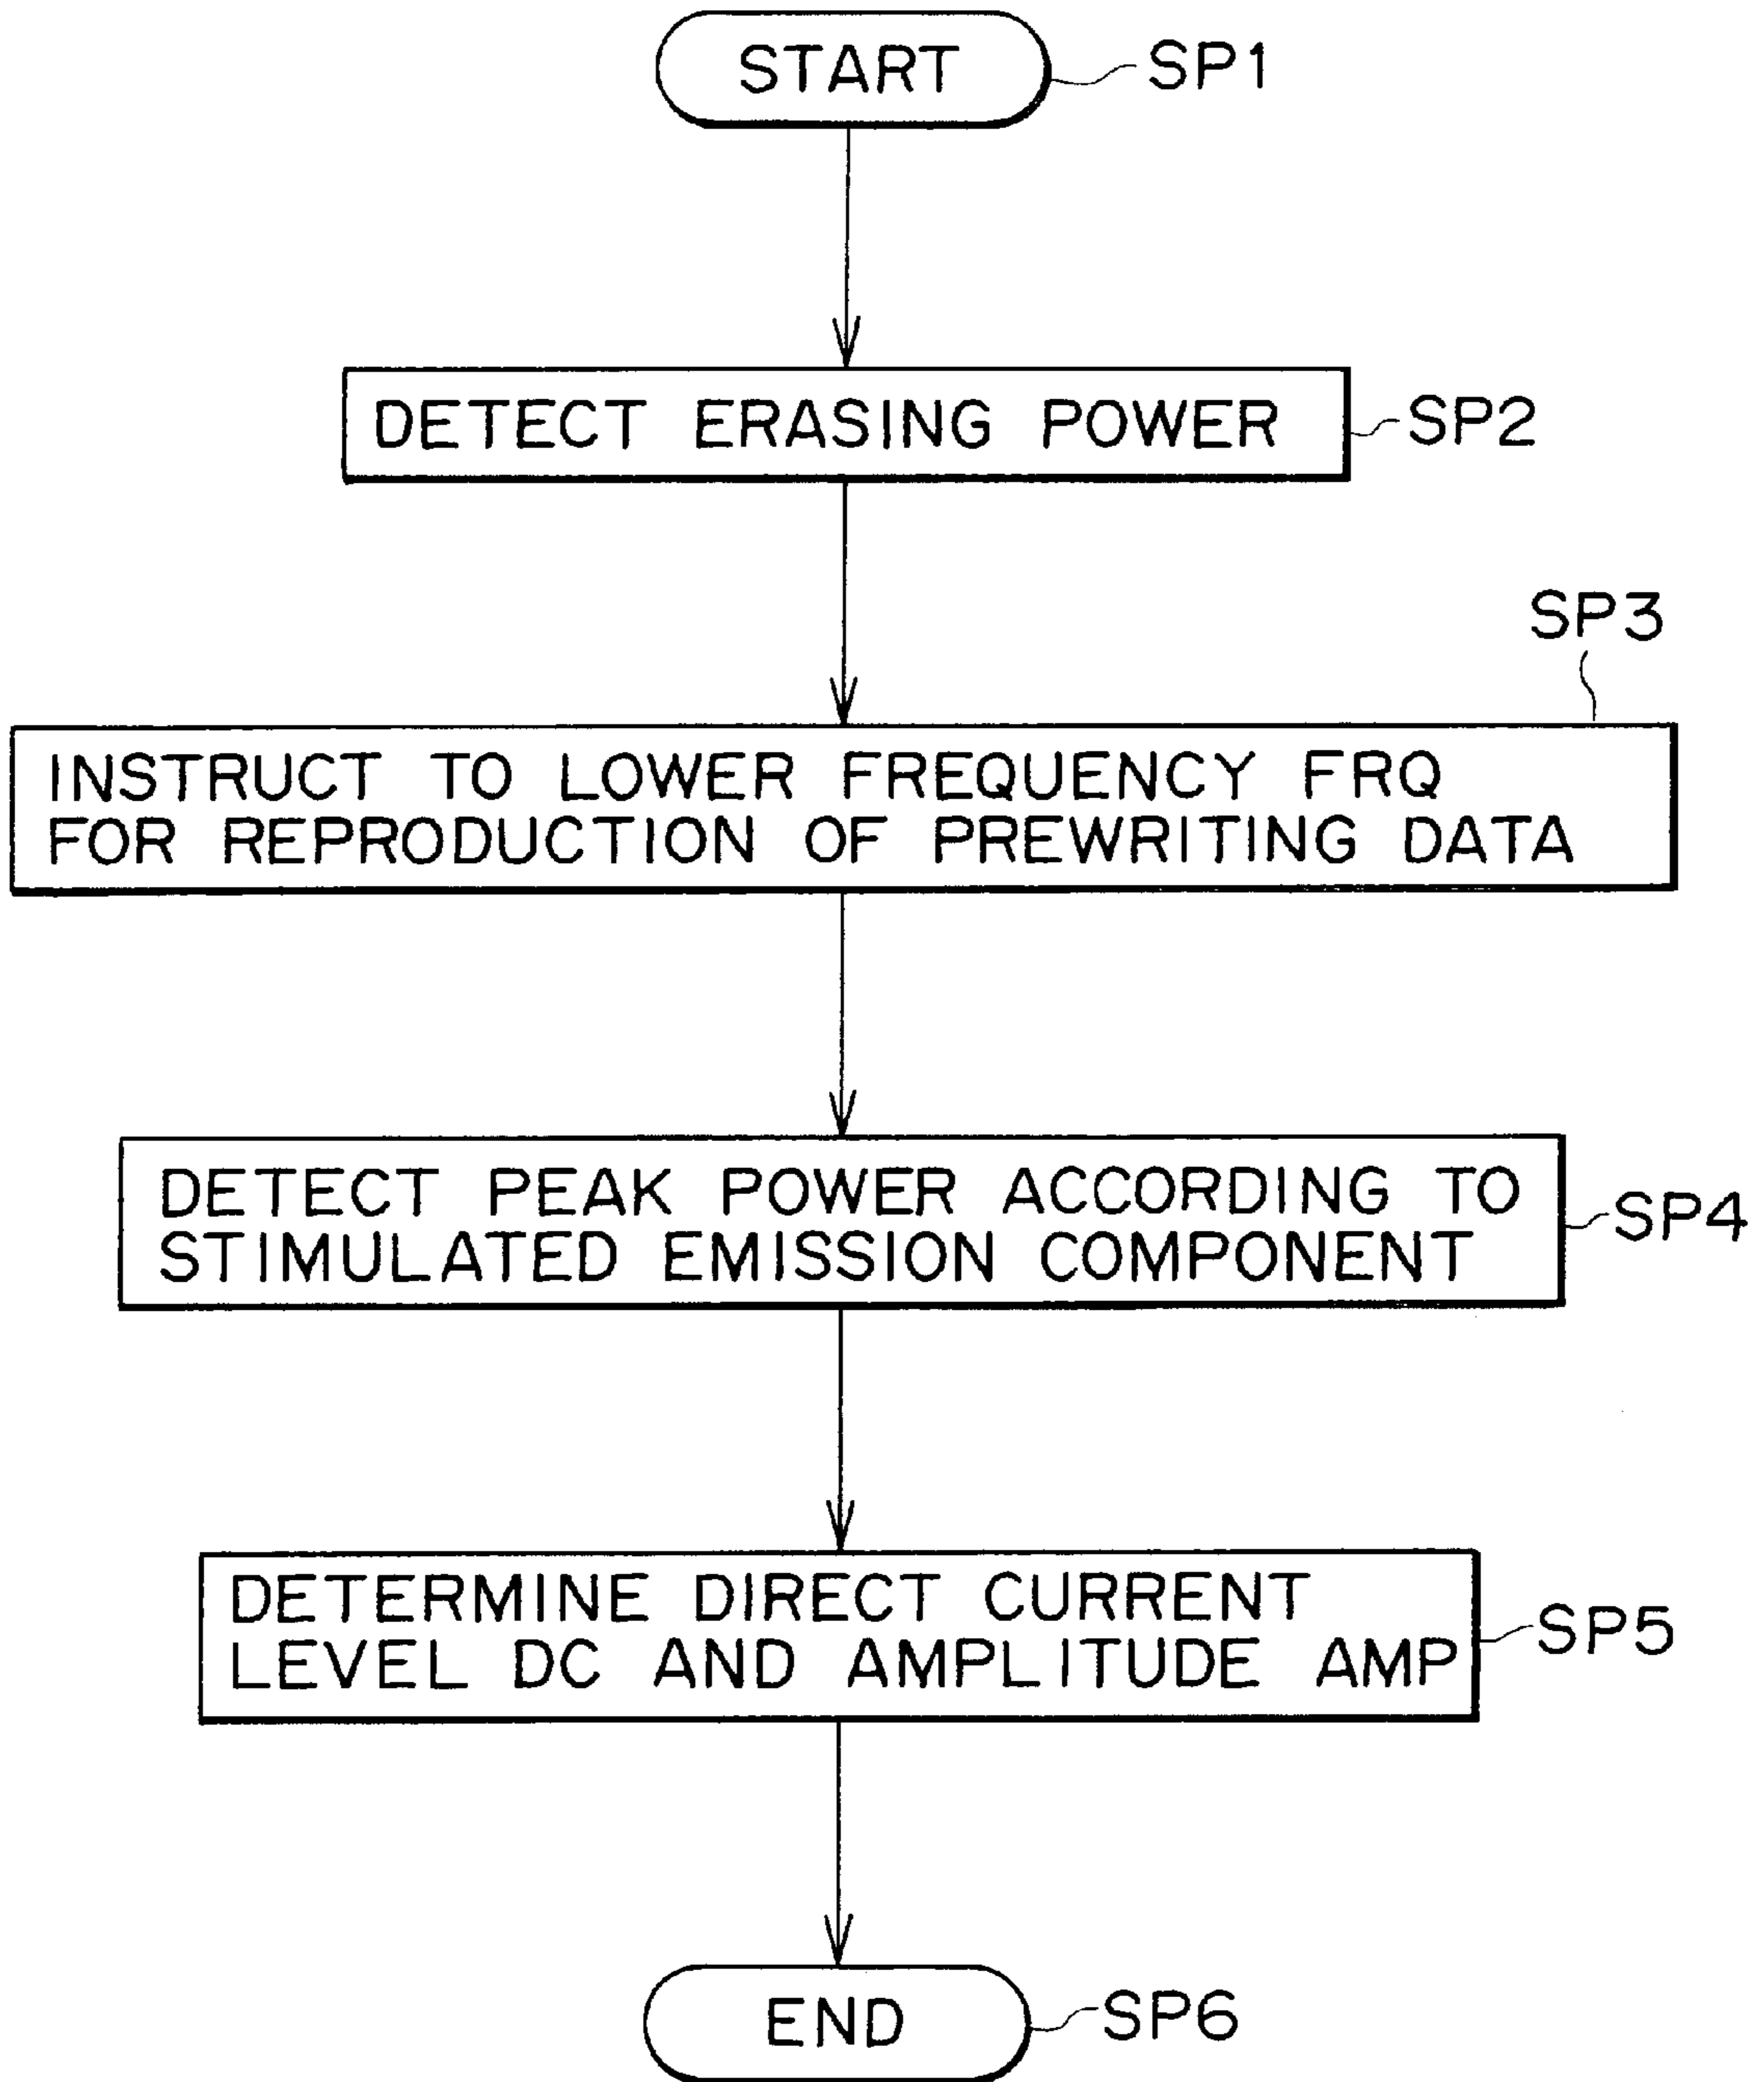 START
SP1
DETECT ERASING POWER
SP2
SP3
INSTRUCT TO LOWER FREQUENCY FRQ
FOR REPRODUCTION OF PREWRITING DATA
DETECT PEAK POWER ACCORDING TO
STIMULATED EMISSION COMPONENT
SP4
DETERMINE DIRECT CURRENT
LEVEL DC AND AMPLITUDE AMP
SP5
END
SP6